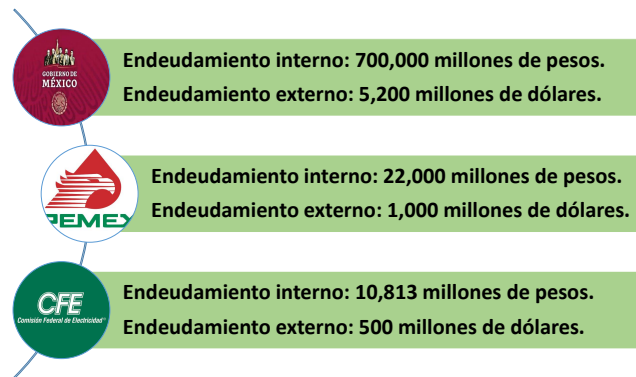 GOBIERNO DE
MÉXICO
Endeudamiento interno: 700,000 millones de pesos.
Endeudamiento externo: 5,200 millones de dólares.
PEMEX
Endeudamiento interno: 22,000 millones de pesos.
Endeudamiento externo: 1,000 millones de dólares.
CFE
Comisión Federal de Electricidad
Endeudamiento interno: 10,813 millones de pesos.
Endeudamiento externo: 500 millones de dólares.